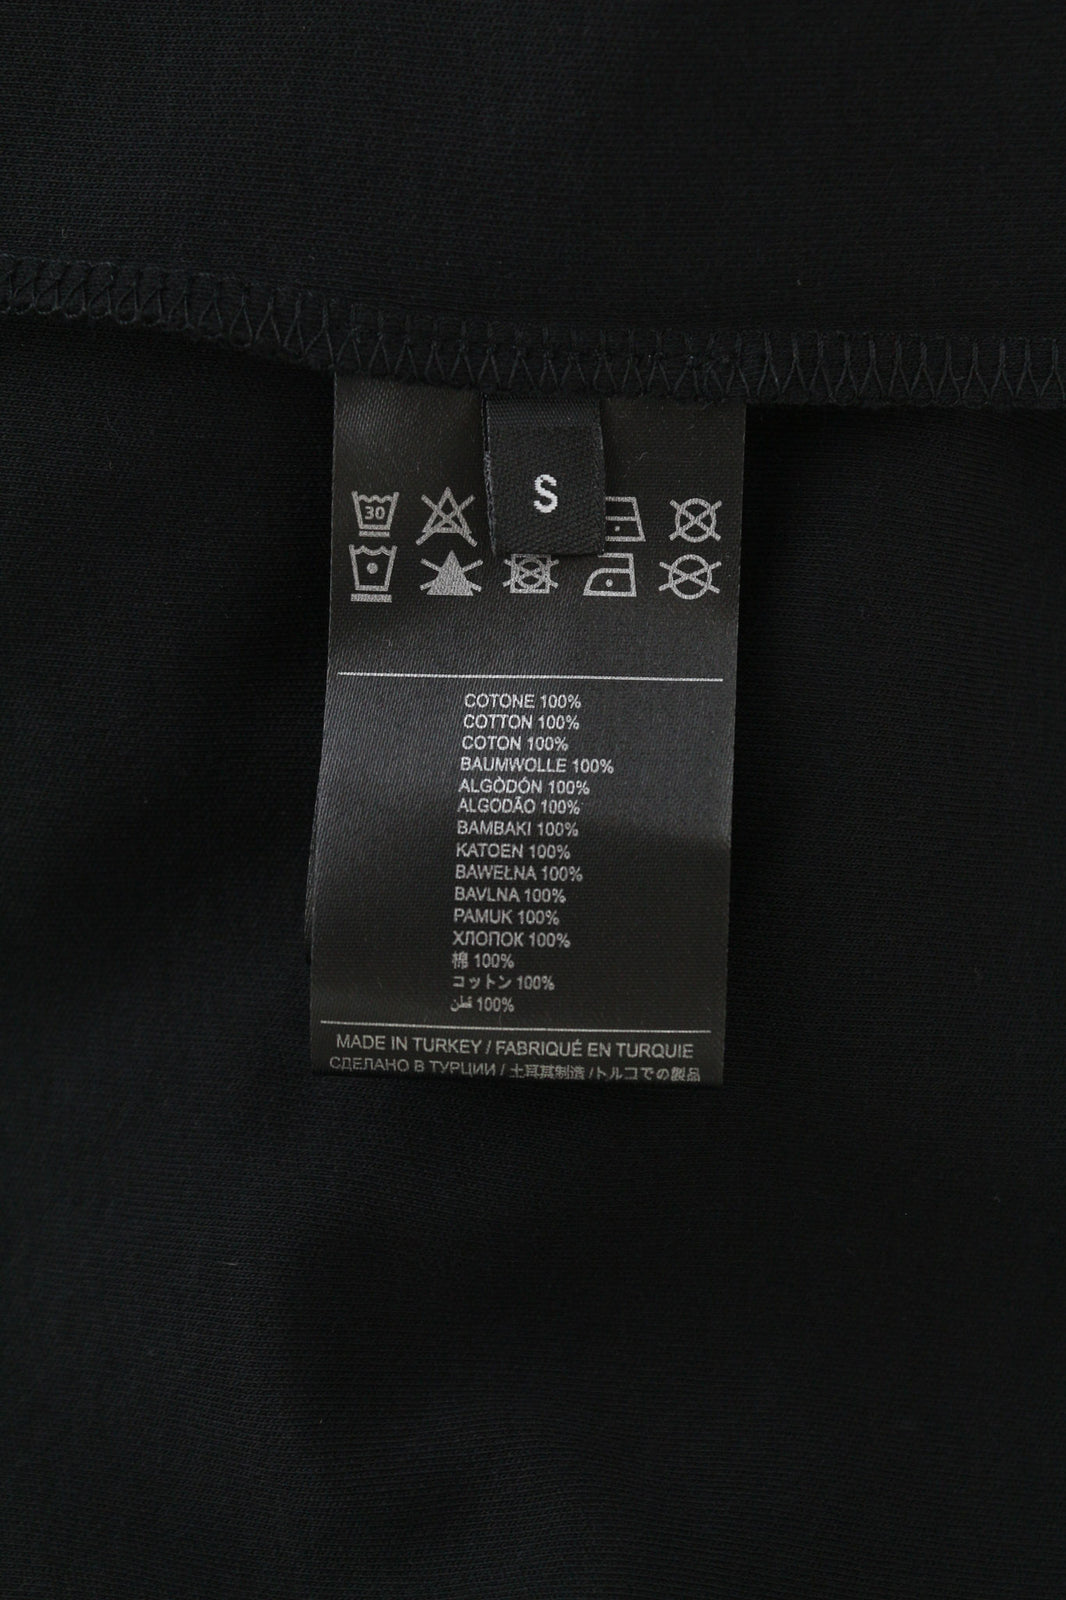 S
30
COTONE 100%
COTTON 100%
COTON 100%
BAUMWOLLE 100%
ALGÒDÓN 100%
ALGODÃO 100%
BAMBAKI 100%
KATOEN 100%
BAWEŁNA 100%
BAVLNA 100%
PAMUK 100%
ХЛОПОК 100%
棉 100%
コットン 100%
قطن 100%
MADE IN TURKEY / FABRIQUÉ EN TURQUIE
СДЕЛАНО В ТУРЦИИ / 土耳其制造 /トルコでの製品